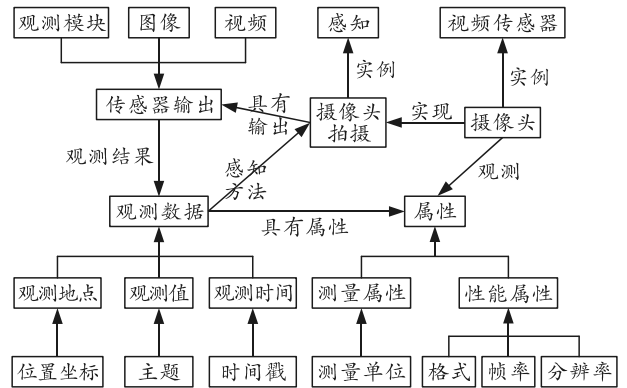 观测模块
图像
视频
感知
视频传感器
实例
实例
传感器输出
具有
输出
摄像头
拍摄
实现
摄像头
观测结果
感知
方法
观测
观测数据
具有属性
属性
观测地点
观测值
观测时间
测量属性
性能属性
位置坐标
主题
时间戳
测量单位
格式
帧率
分辨率